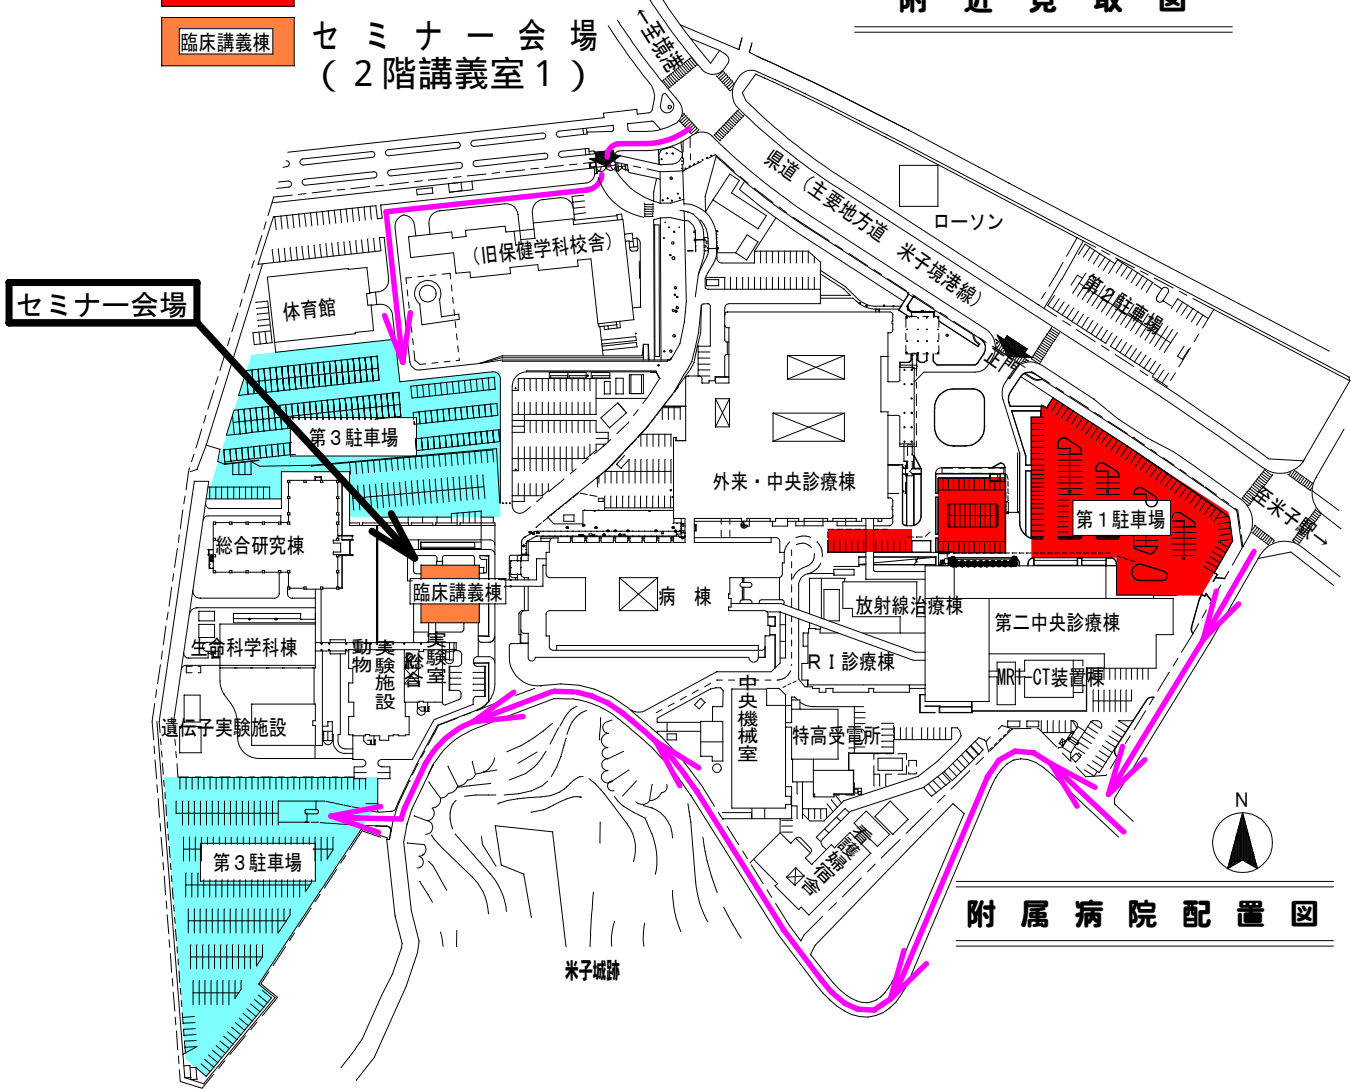 附近見取図
臨床講義棟
セミナー会場
(２階講義室１)
←至境港
県道(主要地方道 米子境港線)
ローソン
第２駐車場
(旧保健学科校舎)
体育館
セミナー会場
正門
第３駐車場
外来・中央診療棟
第１駐車場
至米子駅→
総合研究棟
臨床講義棟
病棟
放射線治療棟
第二中央診療棟
生命科学科棟
動物
実験施設
総合
実験室
ＲＩ診療棟
MRI-CT装置棟
中央機械室
遺伝子実験施設
特高受電所
第３駐車場
看護婦宿舎
N
附属病院配置図
米子城跡